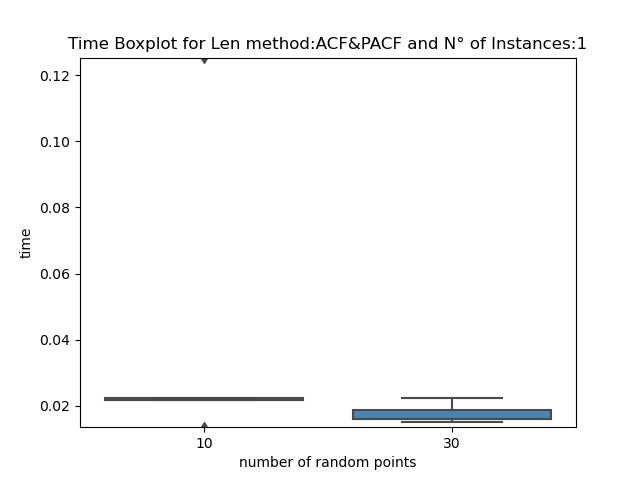 Time Boxplot for Len method:ACF&PACF and N° of Instances:1
0.12
0.10
0.08
0.06
0.04
0.02
time
10
30
number of random points